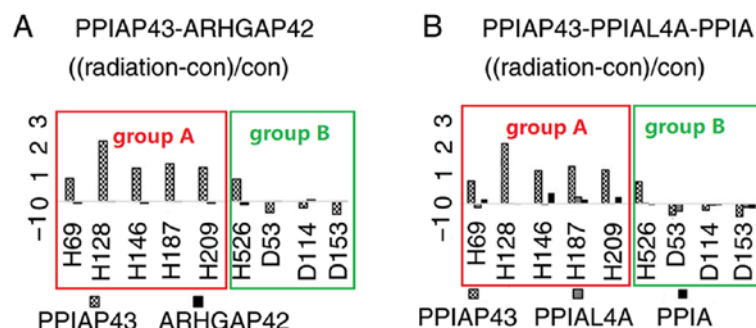 A PPIAP43-ARHGAP42
((radiation-con)/con)
3
2
1
0
-1
group A
group B
H69
H128
H146
H187
H209
H526
D53
D114
D153
PPIAP43 ARHGAP42
B PPIAP43-PPIAL4A-PPIA
((radiation-con)/con)
3
2
1
0
-1
group A
group B
H69
H128
H146
H187
H209
H526
D53
D114
D153
PPIAP43 PPIAL4A PPIA